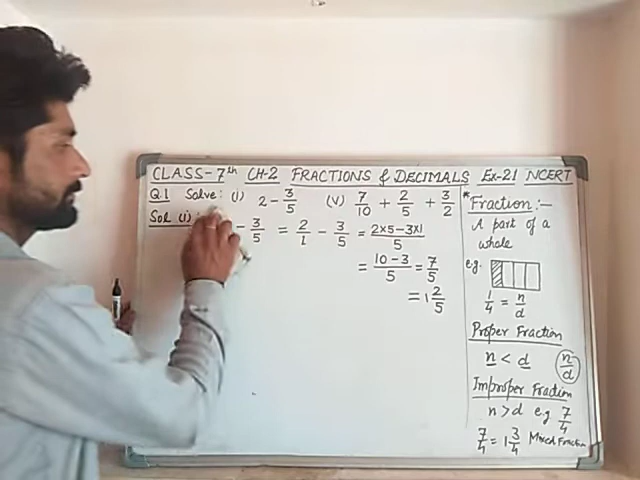 CLASS-7th CH-2 FRACTIONS & DECIMALS Ex-21 NCERT
Q.1 Solve: (i) 2 - 3/5 (v) 7/10 + 2/5 + 3/2
Sol (i) - 3/5 = 2/1 - 3/5 = 2×5-3×1/5
= 10-3/5 = 7/5
= 1 2/5
*Fraction:-
A part of a
whole
e.g.
1/4 = n/d
Proper Fraction
n < d n/d
Improper Fraction
n > d e.g 7/4
7/4 = 1 3/4 Mixed Fraction